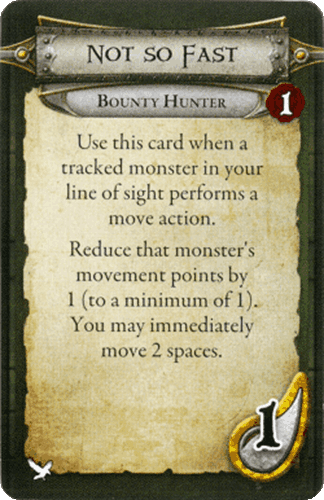 Not so Fast
Bounty Hunter
1
Use this card when a
tracked monster in your
line of sight performs a
move action.
Reduce that monster's
movement points by
1 (to a minimum of 1).
You may immediately
move 2 spaces.
1